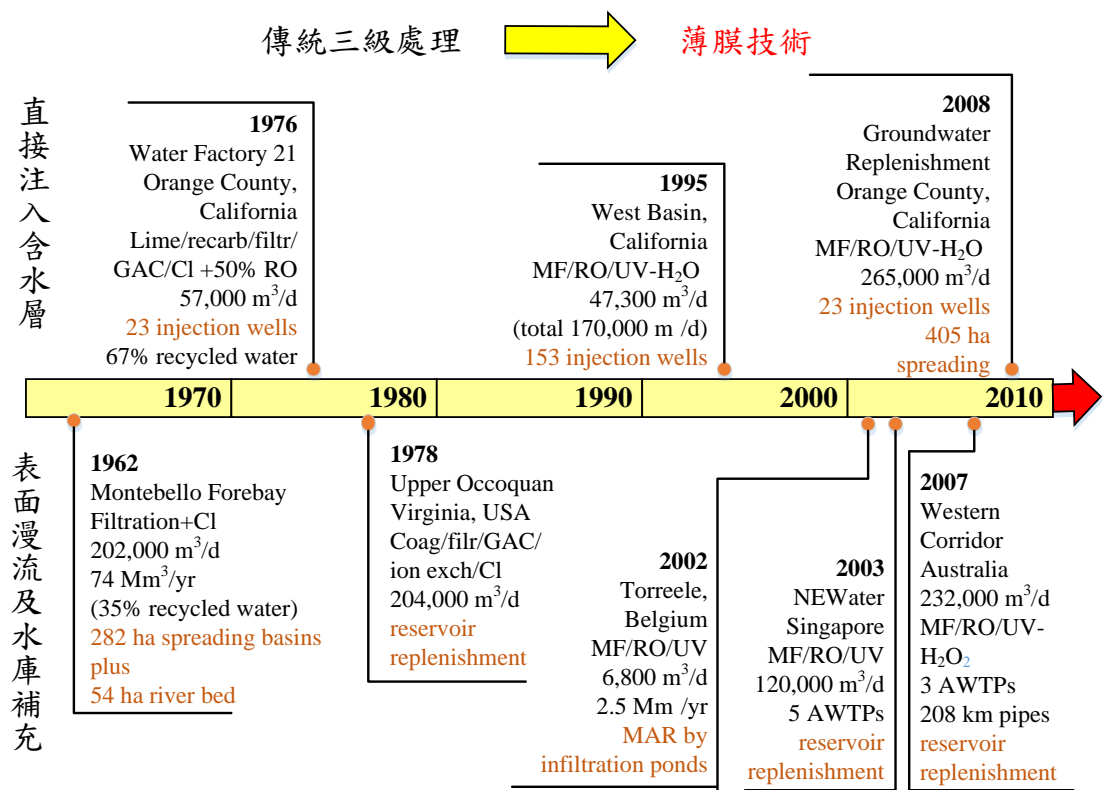 傳統三級處理
薄膜技術
直接注入含水層
1976
Water Factory 21
Orange County,
California
Lime/recarb/filtr/
GAC/Cl +50% RO
57,000 m³/d
23 injection wells
67% recycled water
1995
West Basin,
California
MF/RO/UV-H₂O
47,300 m³/d
(total 170,000 m /d)
153 injection wells
2008
Groundwater
Replenishment
Orange County,
California
MF/RO/UV-H₂O
265,000 m³/d
23 injection wells
405 ha
spreading
1970
1980
1990
2000
2010
表面漫流及水庫補充
1962
Montebello Forebay
Filtration+Cl
202,000 m³/d
74 Mm³/yr
(35% recycled water)
282 ha spreading basins
plus
54 ha river bed
1978
Upper Occoquan
Virginia, USA
Coag/filr/GAC/
ion exch/Cl
204,000 m³/d
reservoir
replenishment
2002
Torreele,
Belgium
MF/RO/UV
6,800 m³/d
2.5 Mm /yr
MAR by
infiltration ponds
2003
NEWater
Singapore
MF/RO/UV
120,000 m³/d
5 AWTPs
reservoir
replenishment
2007
Western
Corridor
Australia
232,000 m³/d
MF/RO/UV-
H₂O₂
3 AWTPs
208 km pipes
reservoir
replenishment